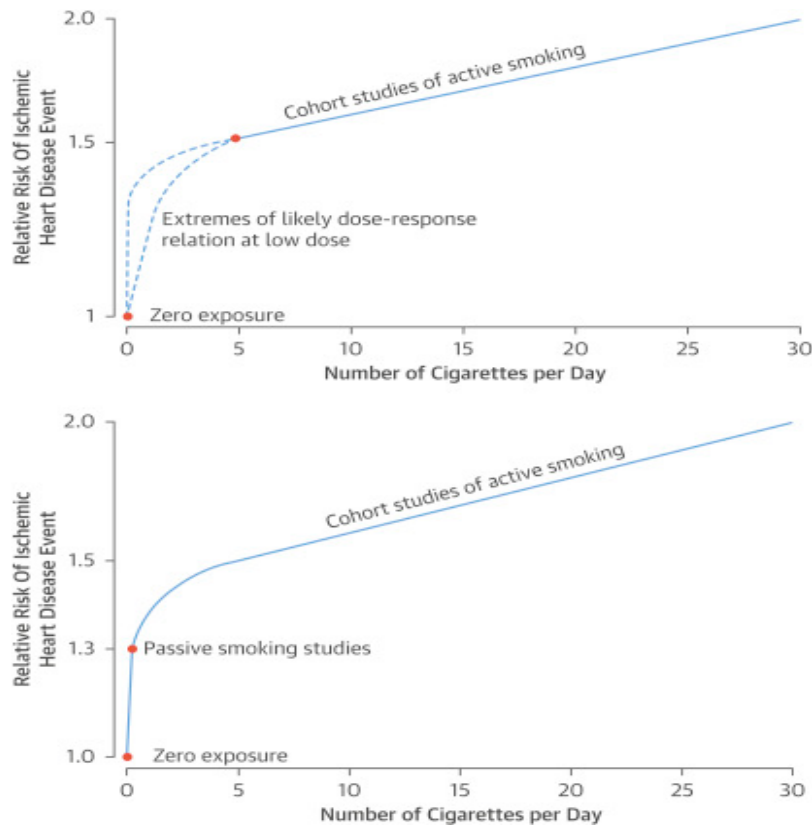 Relative Risk Of Ischemic
Heart Disease Event
2.0
1.5
1
Cohort studies of active smoking
Extremes of likely dose-response
relation at low dose
Zero exposure
0
5
10
15
20
25
30
Number of Cigarettes per Day
Relative Risk Of Ischemic
Heart Disease Event
2.0
1.5
1.3
1.0
Cohort studies of active smoking
Passive smoking studies
Zero exposure
0
5
10
15
20
25
30
Number of Cigarettes per Day